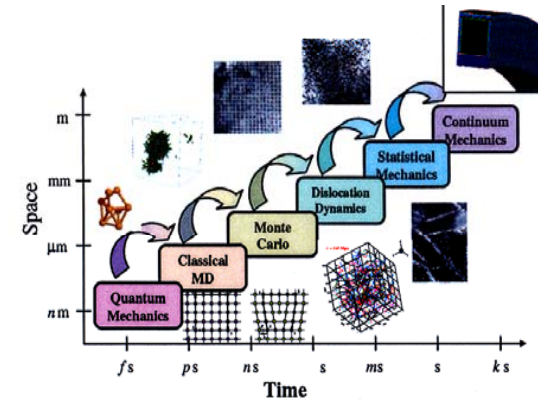 m
Continuum
Mechanics
Statistical
Mechanics
mm
Dislocation
Dynamics
Space
Monte
Carlo
μm
Classical
MD
Quantum
Mechanics
nm
fs
ps
ns
s
ms
s
ks
Time